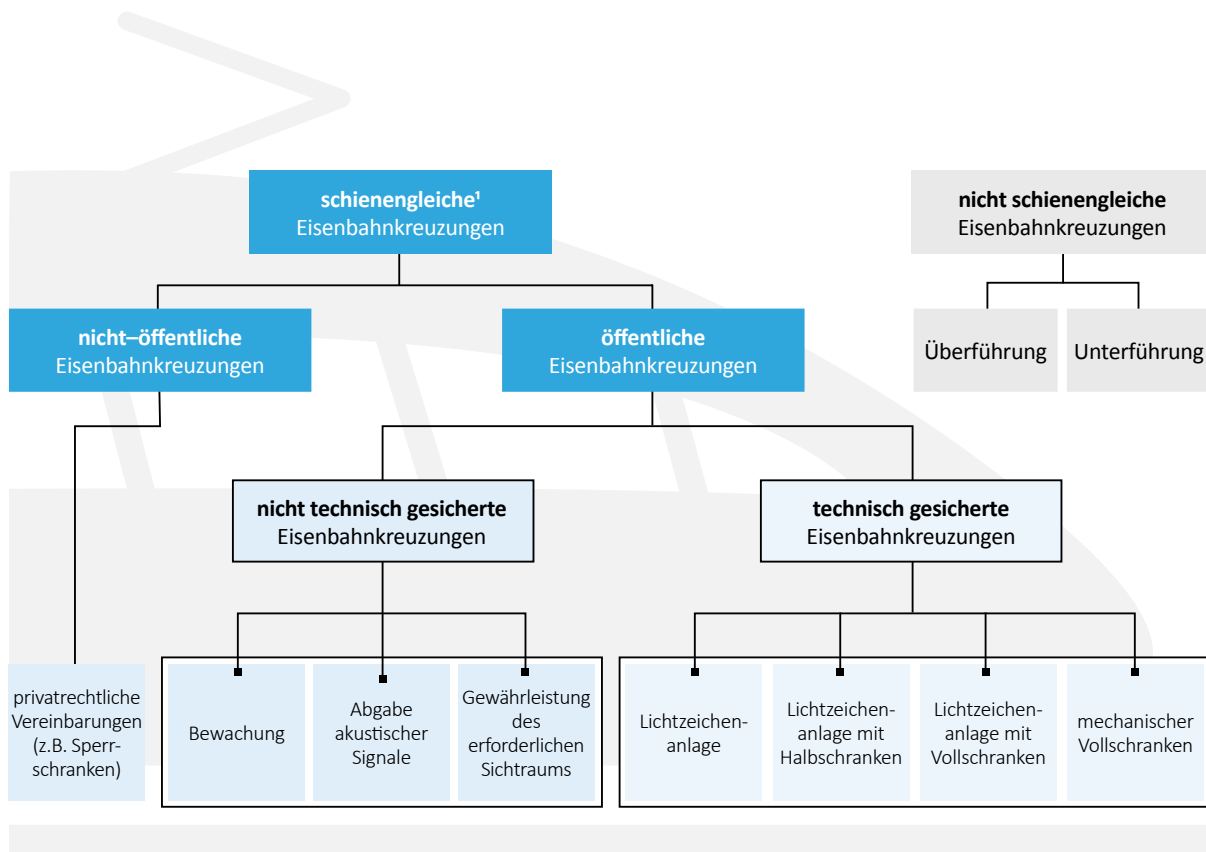 schienengleiche¹
Eisenbahnkreuzungen
nicht schienengleiche
Eisenbahnkreuzungen
nicht–öffentliche
Eisenbahnkreuzungen
öffentliche
Eisenbahnkreuzungen
Überführung
Unterführung
nicht technisch gesicherte
Eisenbahnkreuzungen
technisch gesicherte
Eisenbahnkreuzungen
privatrechtliche
Vereinbarungen
(z.B. Sperr-
schranken)
Bewachung
Abgabe
akustischer
Signale
Gewährleistung
des
erforderlichen
Sichtraums
Lichtzeichen-
anlage
Lichtzeichen-
anlage mit
Halbschranken
Lichtzeichen-
anlage mit
Vollschranken
mechanischer
Vollschranken